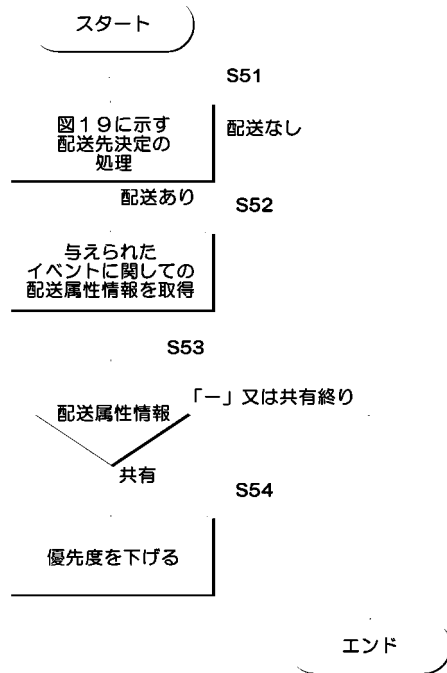 スタート
S51
図19に示す
配送先決定の
処理
配送なし
配送あり
S52
与えられた
イベントに関しての
配送属性情報を取得
S53
配送属性情報
「－」又は共有終り
共有
S54
優先度を下げる
エンド